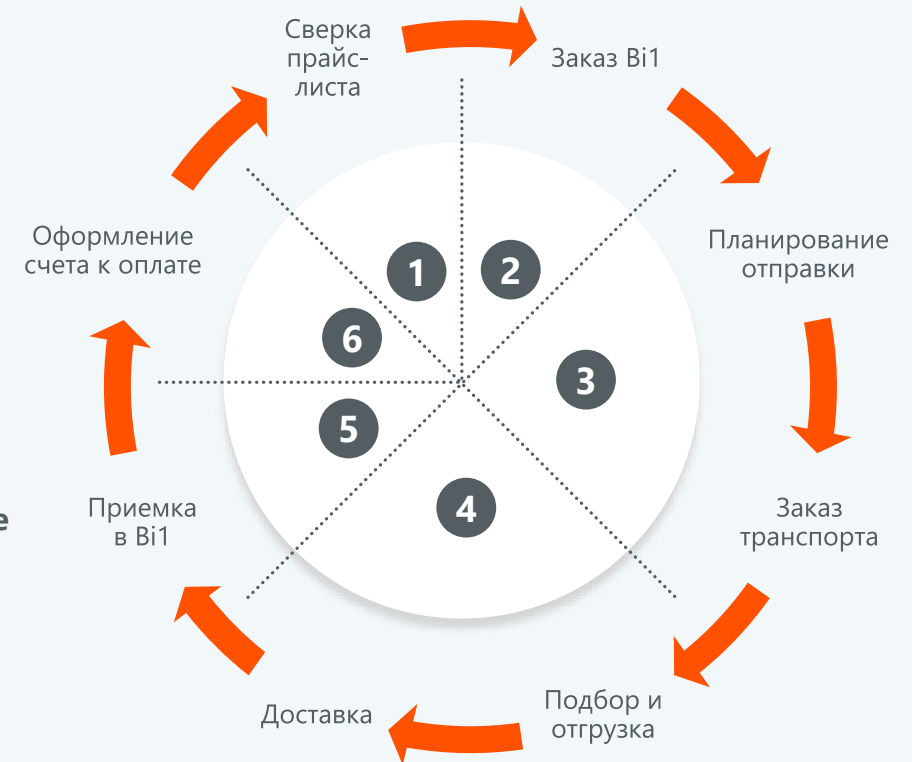 Сверка
прайс-
листа
Заказ Bi1
Планирование
отправки
Заказ
транспорта
Подбор и
отгрузка
Доставка
Приемка
в Bi1
Оформление
счета к оплате
1
2
3
4
5
6
е